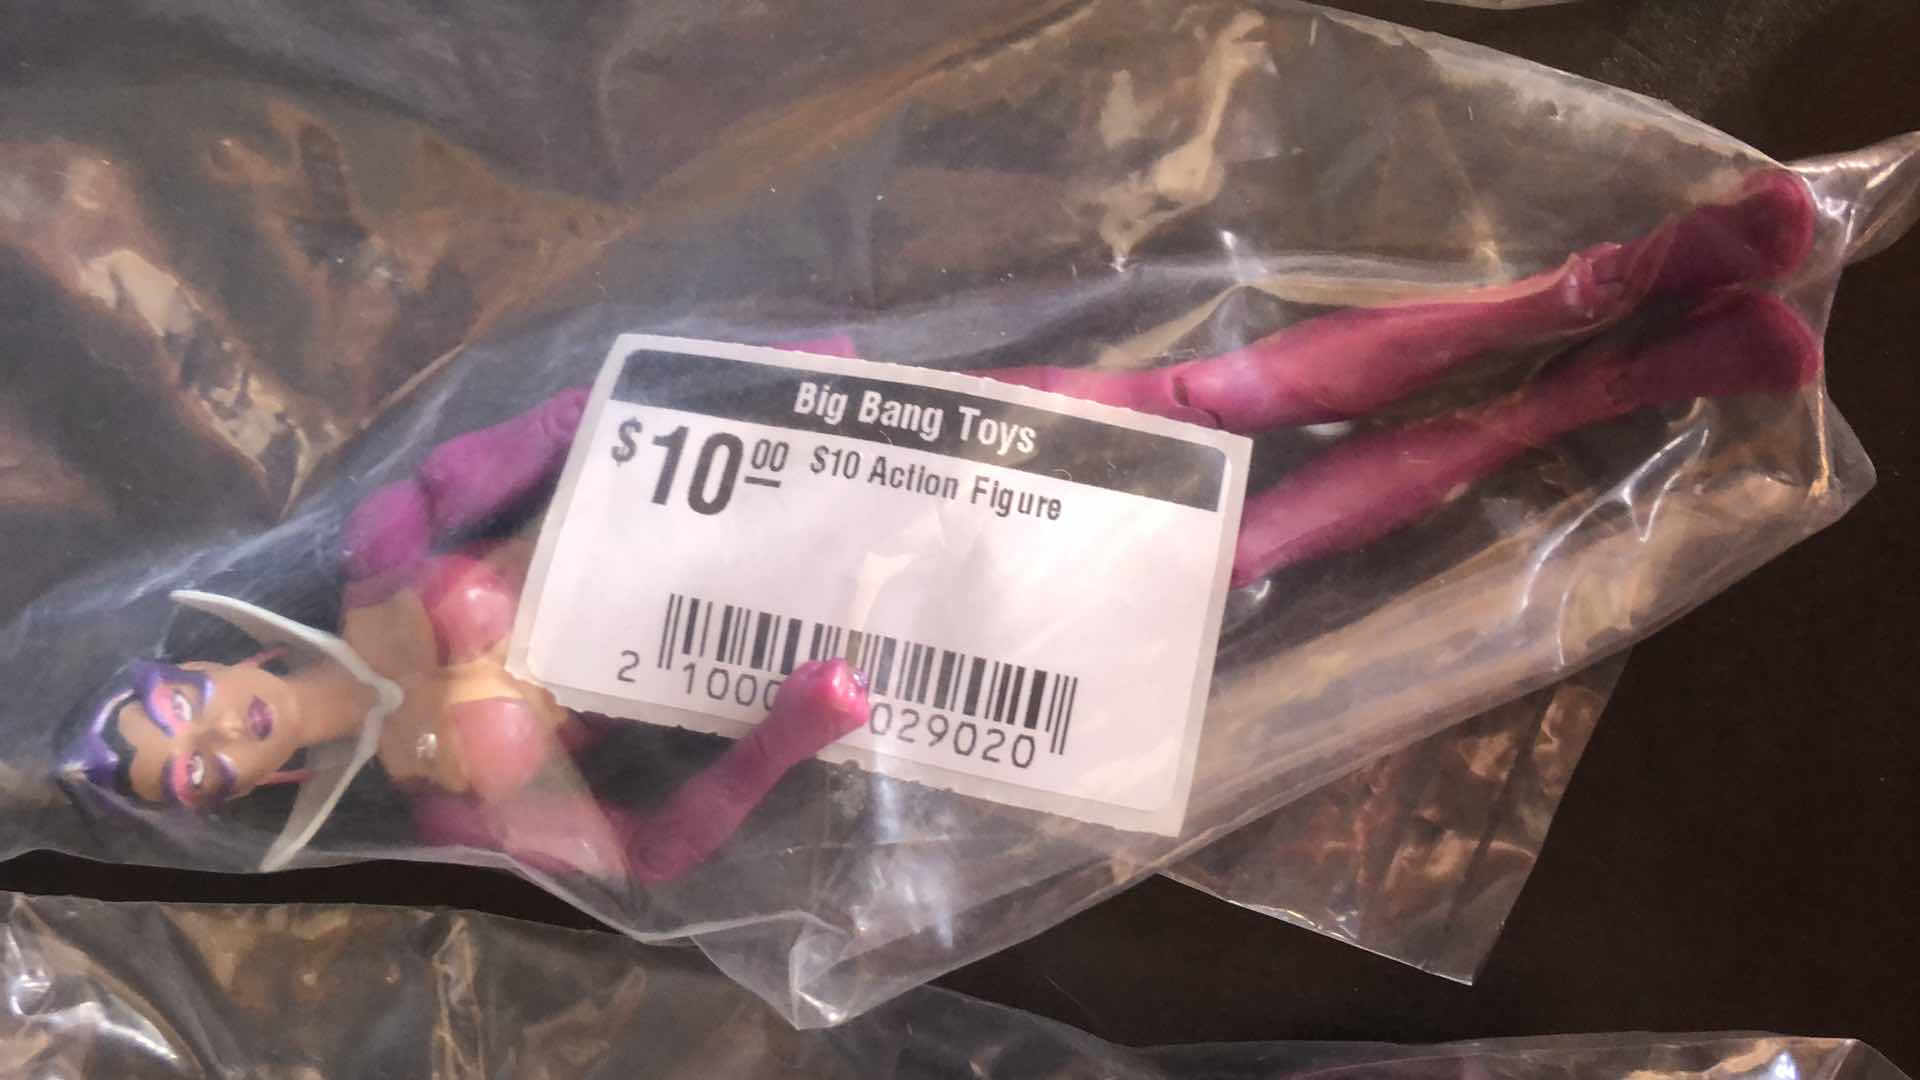 Big Bang Toys
$10.00 $10 Action Figure
2 1000 029020